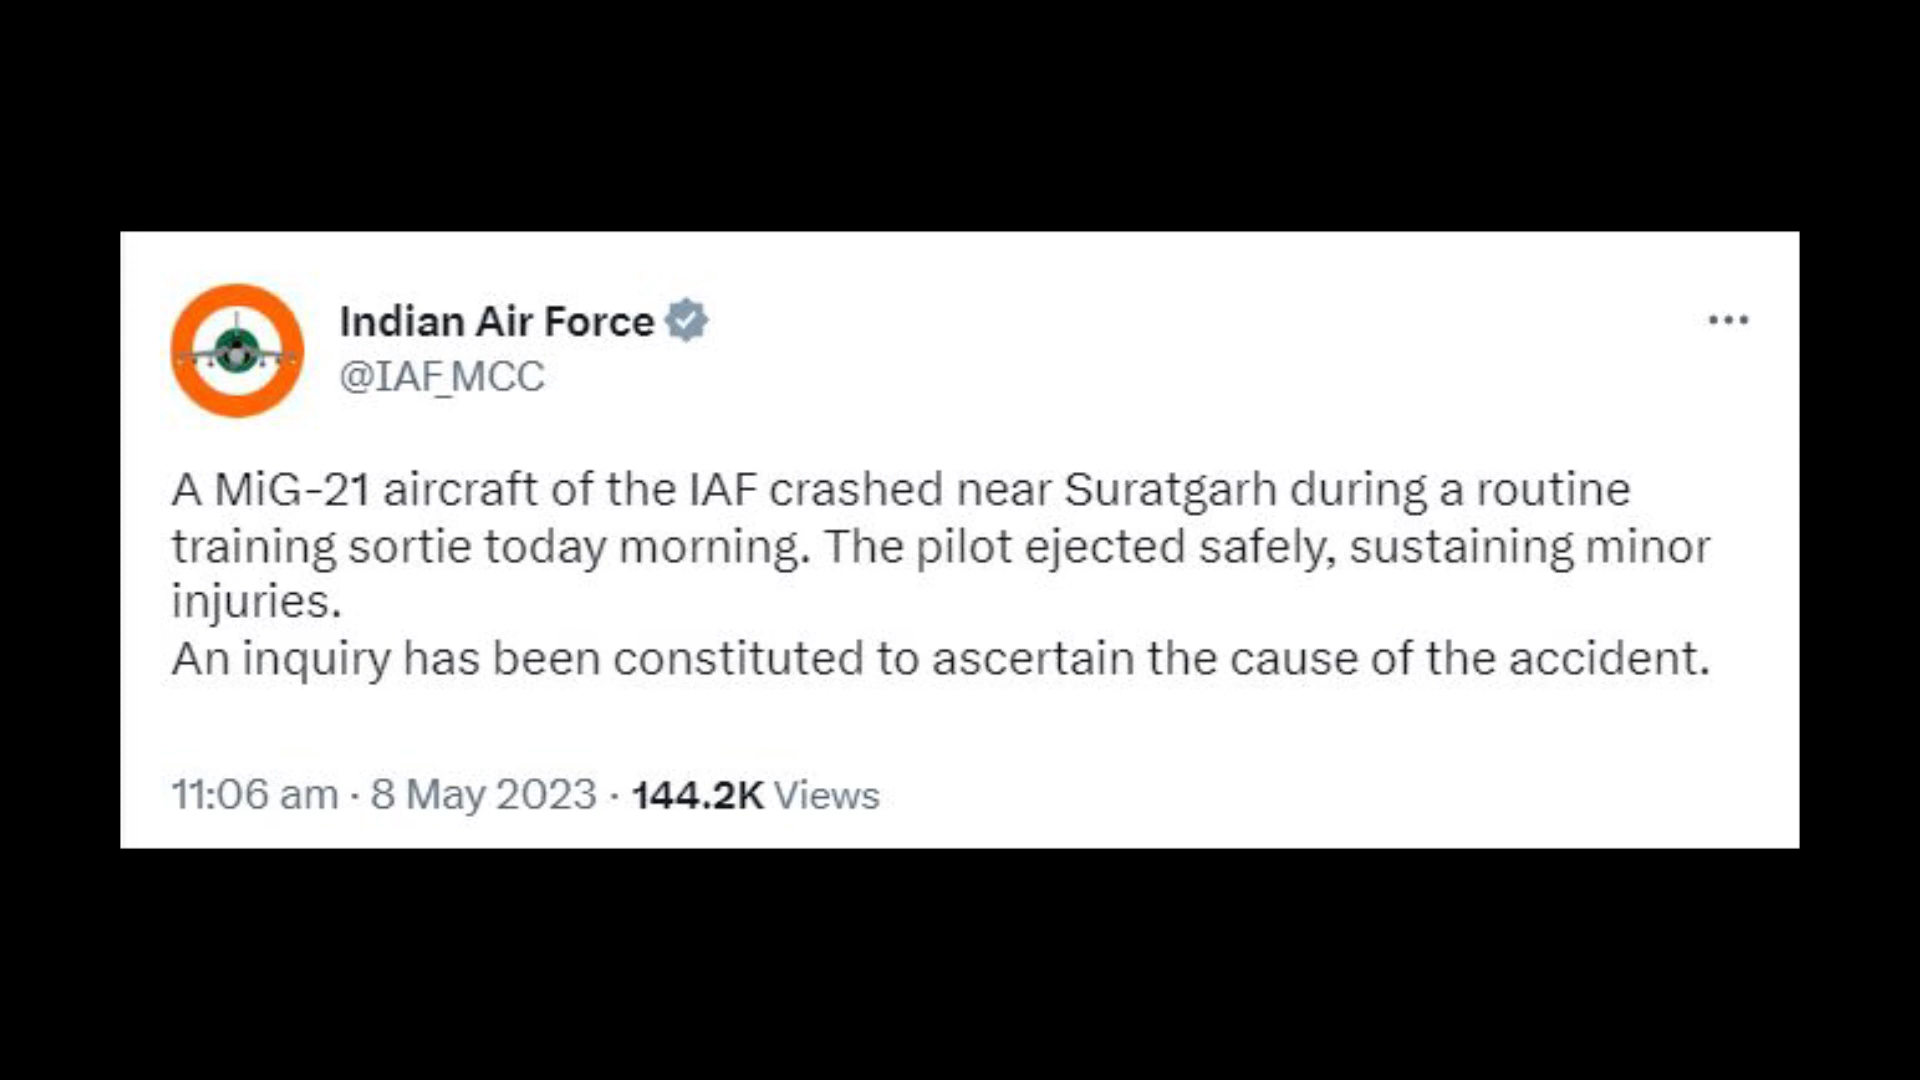 Indian Air Force
@IAF_MCC
A MiG-21 aircraft of the IAF crashed near Suratgarh during a routine
training sortie today morning. The pilot ejected safely, sustaining minor
injuries.
An inquiry has been constituted to ascertain the cause of the accident.
11:06 am · 8 May 2023 · 144.2K Views